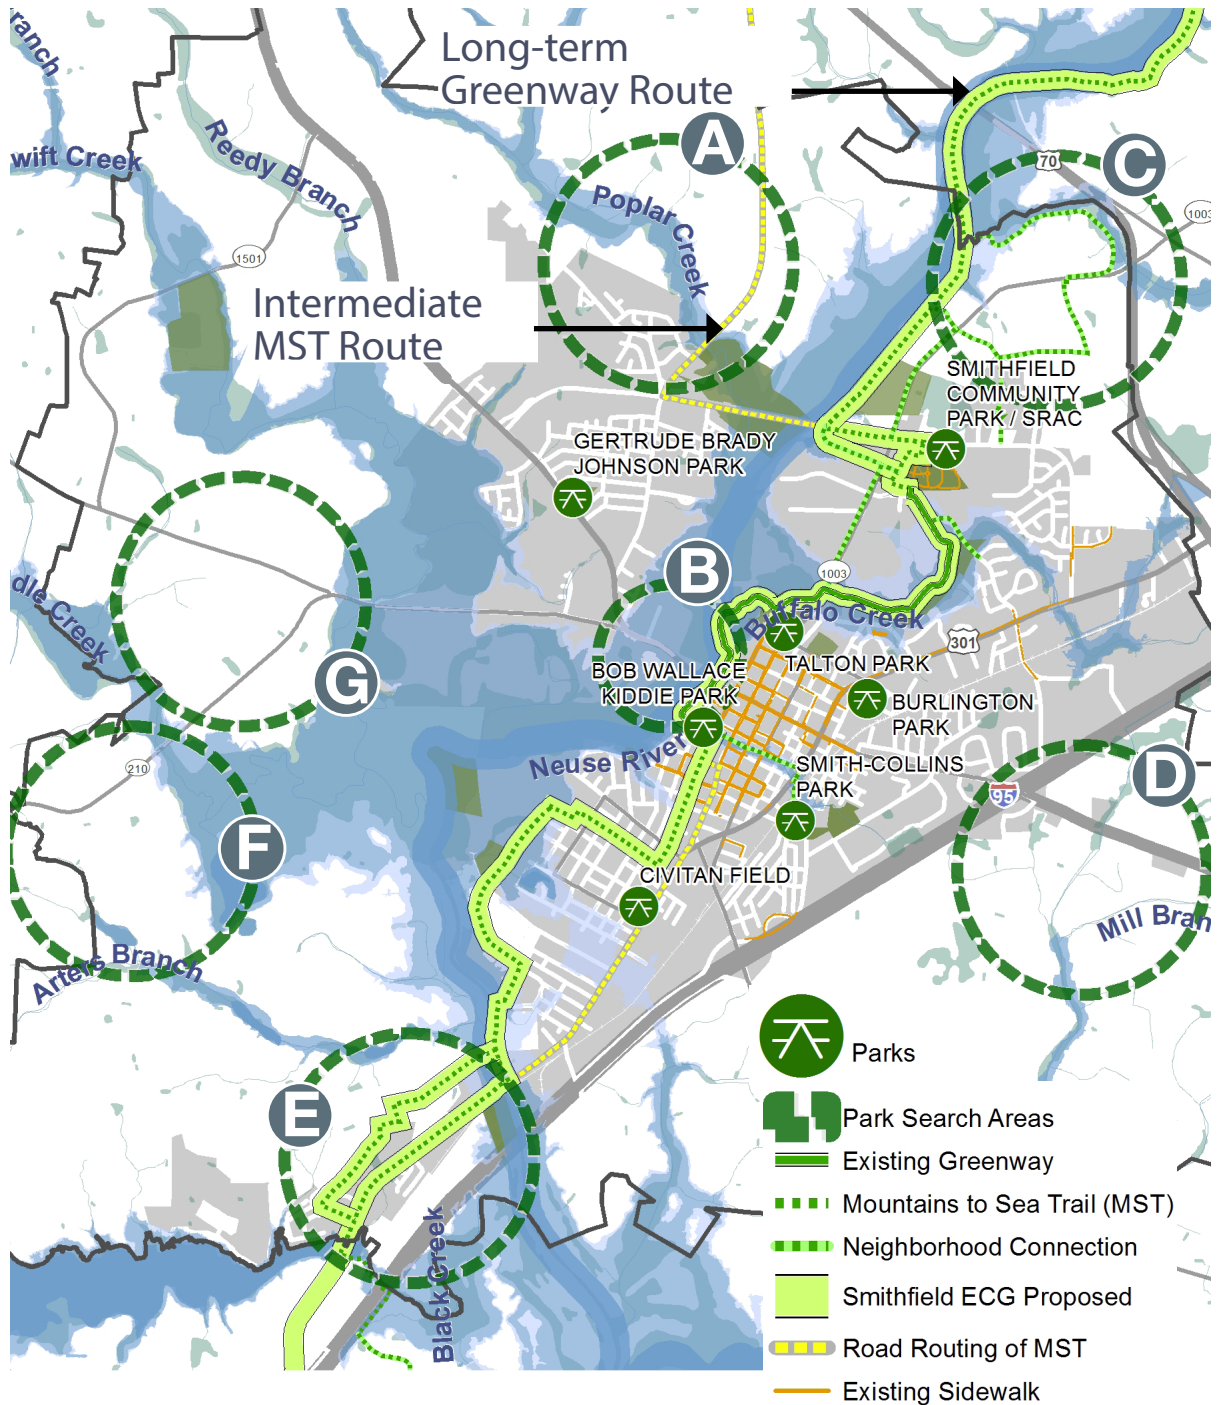 Long-term
Greenway Route
ranch
Reedy Branch
wift Creek
A
C
70
1003
Poplar Creek
1501
Intermediate
MST Route
SMITHFIELD
COMMUNITY
PARK / SRAC
GERTRUDE BRADY
JOHNSON PARK
B
1003
Buffalo Creek
301
dle Creek
G
BOB WALLACE
KIDDIE PARK
TALTON PARK
BURLINGTON
PARK
Neuse River
SMITH-COLLINS
PARK
210
95
D
F
CIVITAN FIELD
Mill Bran
Arters Branch
E
Black Creek
Parks
Park Search Areas
Existing Greenway
Mountains to Sea Trail (MST)
Neighborhood Connection
Smithfield ECG Proposed
Road Routing of MST
Existing Sidewalk